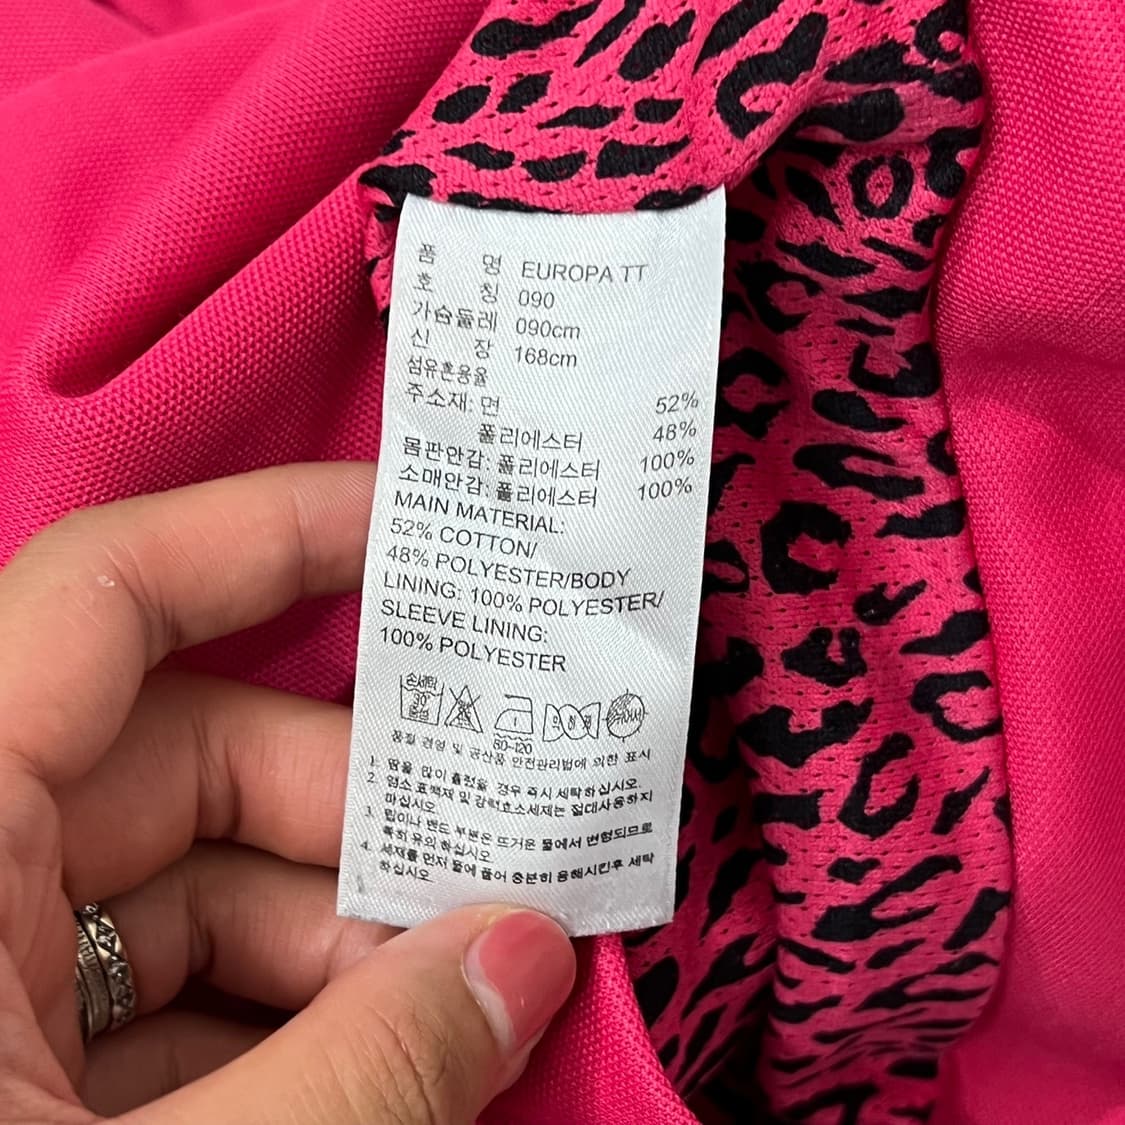 품 명 EUROPA TT
호 칭 090
가슴둘레 090cm
신 장 168cm
섬유혼용율
주소재: 면 52%
폴리에스터 48%
몸판안감: 폴리에스터 100%
소매안감: 폴리에스터 100%
MAIN MATERIAL:
52% COTTON/
48% POLYESTER/BODY
LINING: 100% POLYESTER/
SLEEVE LINING:
100% POLYESTER
손세탁
30°
중성
80~120
드라이
품질 경영 및 공산품 안전관리법에 의한 표시
1. 땀을 많이 흘렸을 경우 즉시 세탁하십시오.
2. 염소 표백제 및 강력효소세제는 절대사용하지
마십시오
3. 립이나 밴드 부분은 뜨거운 물에서 변형되므로
특히 유의 하십시오
4. 세제를 먼저 물에 풀어 충분히 용해시킨후 세탁
하십시오